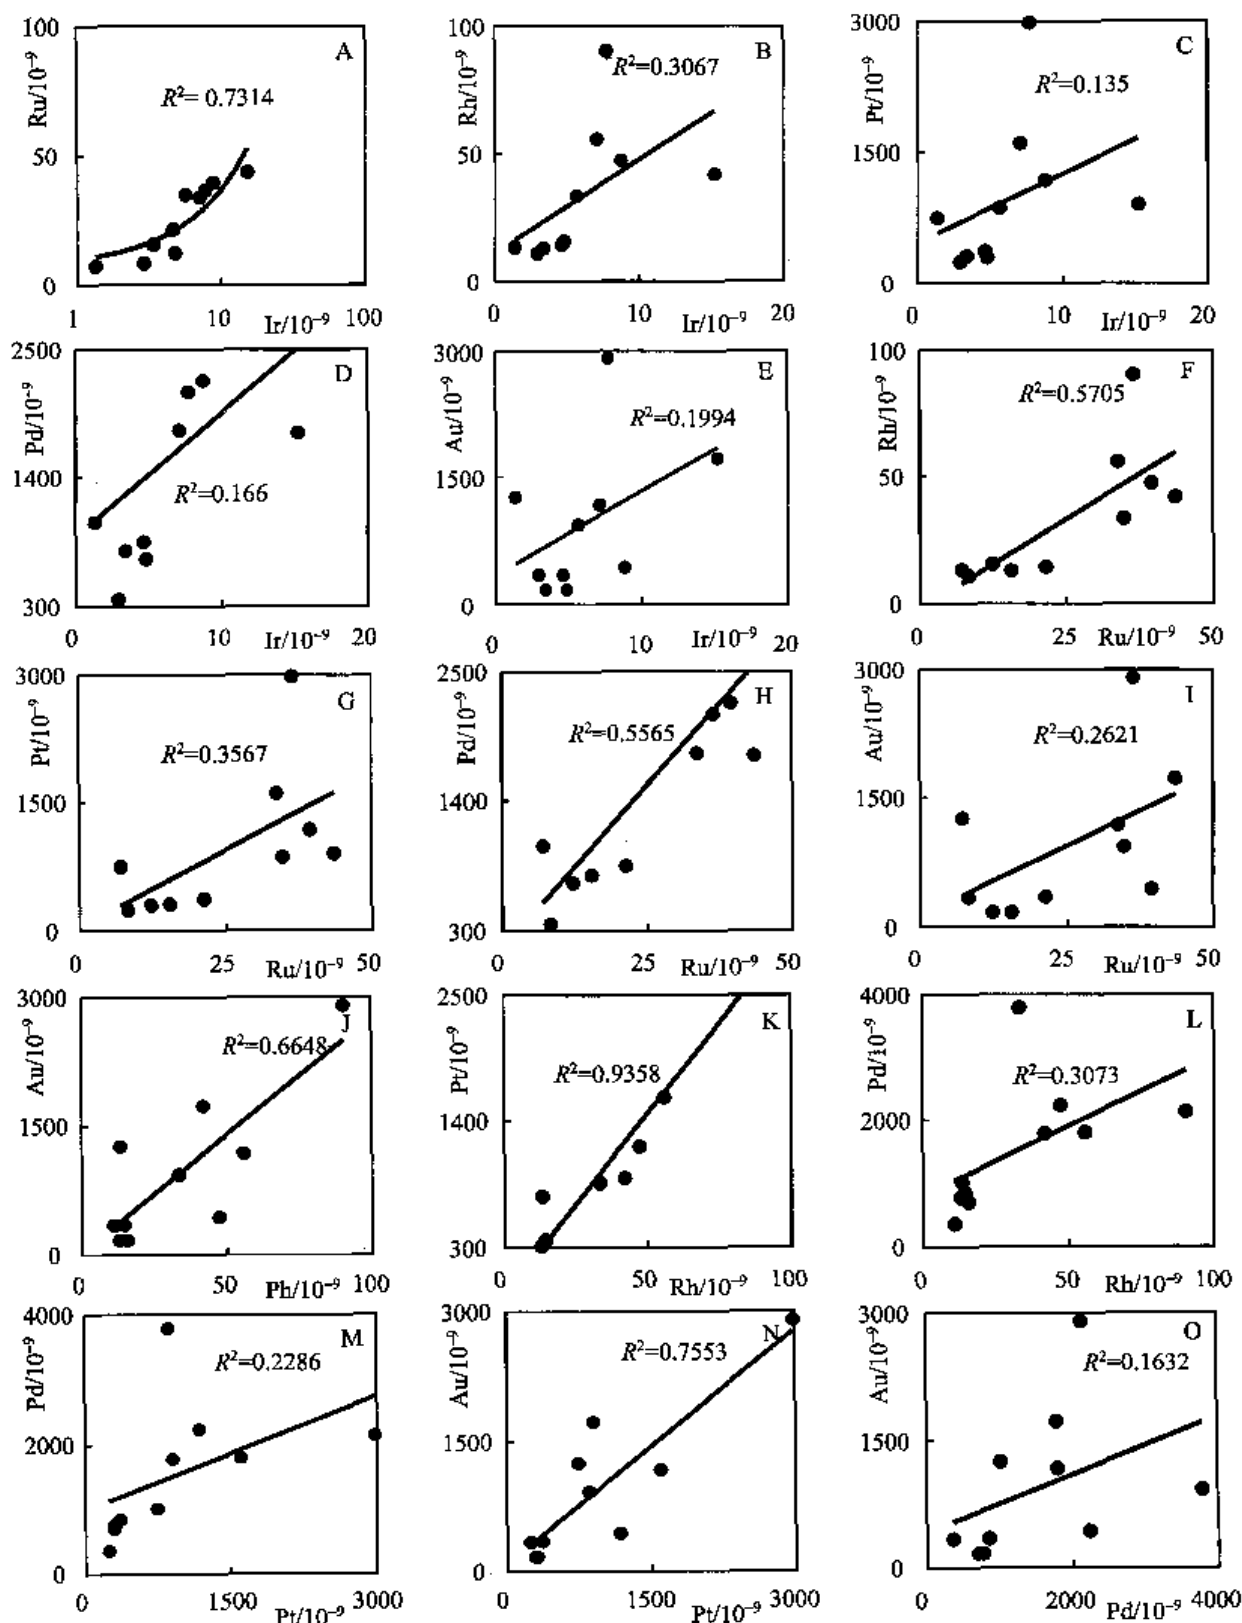 100
Ru/10⁻⁹
A
R²= 0.7314
50
0
1 10 100
Ir/10⁻⁹
100
Rh/10⁻⁹
B
R²=0.3067
50
0
0 10 20
Ir/10⁻⁹
3000
Pt/10⁻⁹
C
R²=0.135
1500
0
0 10 20
Ir/10⁻⁹
2500
Pd/10⁻⁹
D
1400
R²=0.166
300
0 10 20
Ir/10⁻⁹
3000
Au/10⁻⁹
E
R²=0.1994
1500
0
0 10 20
Ir/10⁻⁹
100
Rh/10⁻⁹
F
R²=0.5705
50
0
0 25 50
Ru/10⁻⁹
3000
Pt/10⁻⁹
G
R²=0.3567
1500
0
0 25 50
Ru/10⁻⁹
2500
Pd/10⁻⁹
H
R²=0.5565
1400
300
0 25 50
Ru/10⁻⁹
3000
Au/10⁻⁹
I
R²=0.2621
1500
0
0 25 50
Ru/10⁻⁹
3000
Au/10⁻⁹
J
R²=0.6648
1500
0
0 50 100
Ph/10⁻⁹
2500
Pt/10⁻⁹
K
R²=0.9358
1400
300
0 50 100
Rh/10⁻⁹
4000
Pd/10⁻⁹
L
R²=0.3073
2000
0
0 50 100
Rh/10⁻⁹
4000
Pd/10⁻⁹
M
R²=0.2286
2000
0
0 1500 3000
Pt/10⁻⁹
3000
Au/10⁻⁹
N
R²=0.7553
1500
0
0 1500 3000
Pt/10⁻⁹
3000
Au/10⁻⁹
O
R²=0.1632
1500
0
0 2000 4000
Pd/10⁻⁹